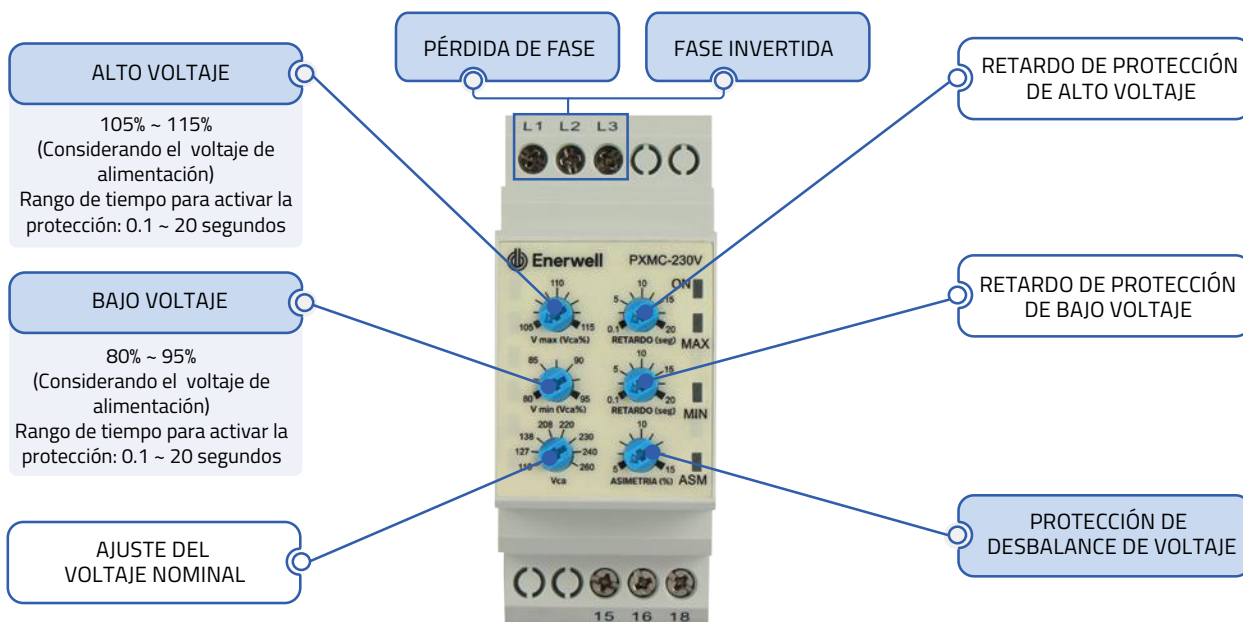 PÉRDIDA DE FASE
FASE INVERTIDA
ALTO VOLTAJE
105% ~ 115%
(Considerando el voltaje de
alimentación)
Rango de tiempo para activar la
protección: 0.1 ~ 20 segundos
BAJO VOLTAJE
80% ~ 95%
(Considerando el voltaje de
alimentación)
Rango de tiempo para activar la
protección: 0.1 ~ 20 segundos
AJUSTE DEL
VOLTAJE NOMINAL
L1 L2 L3
Enerwell PXMC-230V
ON
110
105 115
V max (Vca%)
10
5 15
0.1 20
RETARDO (seg)
MAX
85 90
80 95
V min (Vca%)
10
5 15
0.1 20
RETARDO (seg)
MIN
208 220
138 230
127 240
260
Vca
10
5 15
ASIMETRIA (%)
ASM
15 16 18
RETARDO DE PROTECCIÓN
DE ALTO VOLTAJE
RETARDO DE PROTECCIÓN
DE BAJO VOLTAJE
PROTECCIÓN DE
DESBALANCE DE VOLTAJE